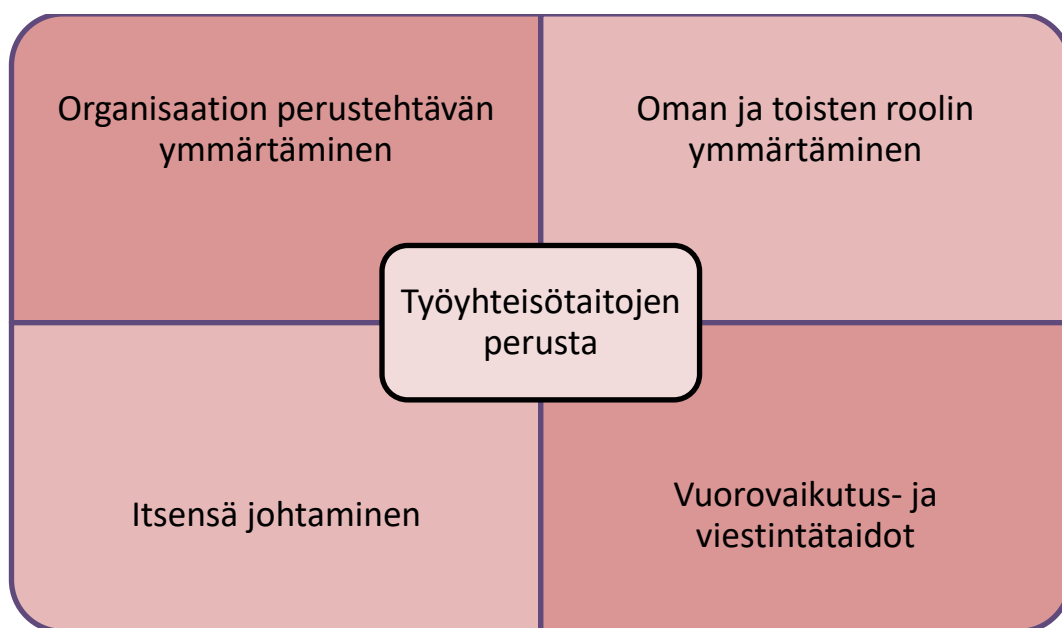 Organisaation perustehtävän
ymmärtäminen
Oman ja toisten roolin
ymmärtäminen
Työyhteisötaitojen
perusta
Itsensä johtaminen
Vuorovaikutus- ja
viestintätaidot